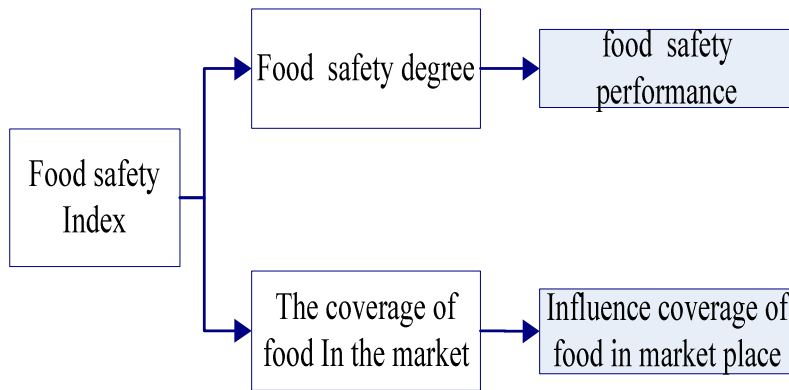 Food safety degree
food safety
performance
Food safety
Index
The coverage of
food In the market
Influence coverage of
food in market place